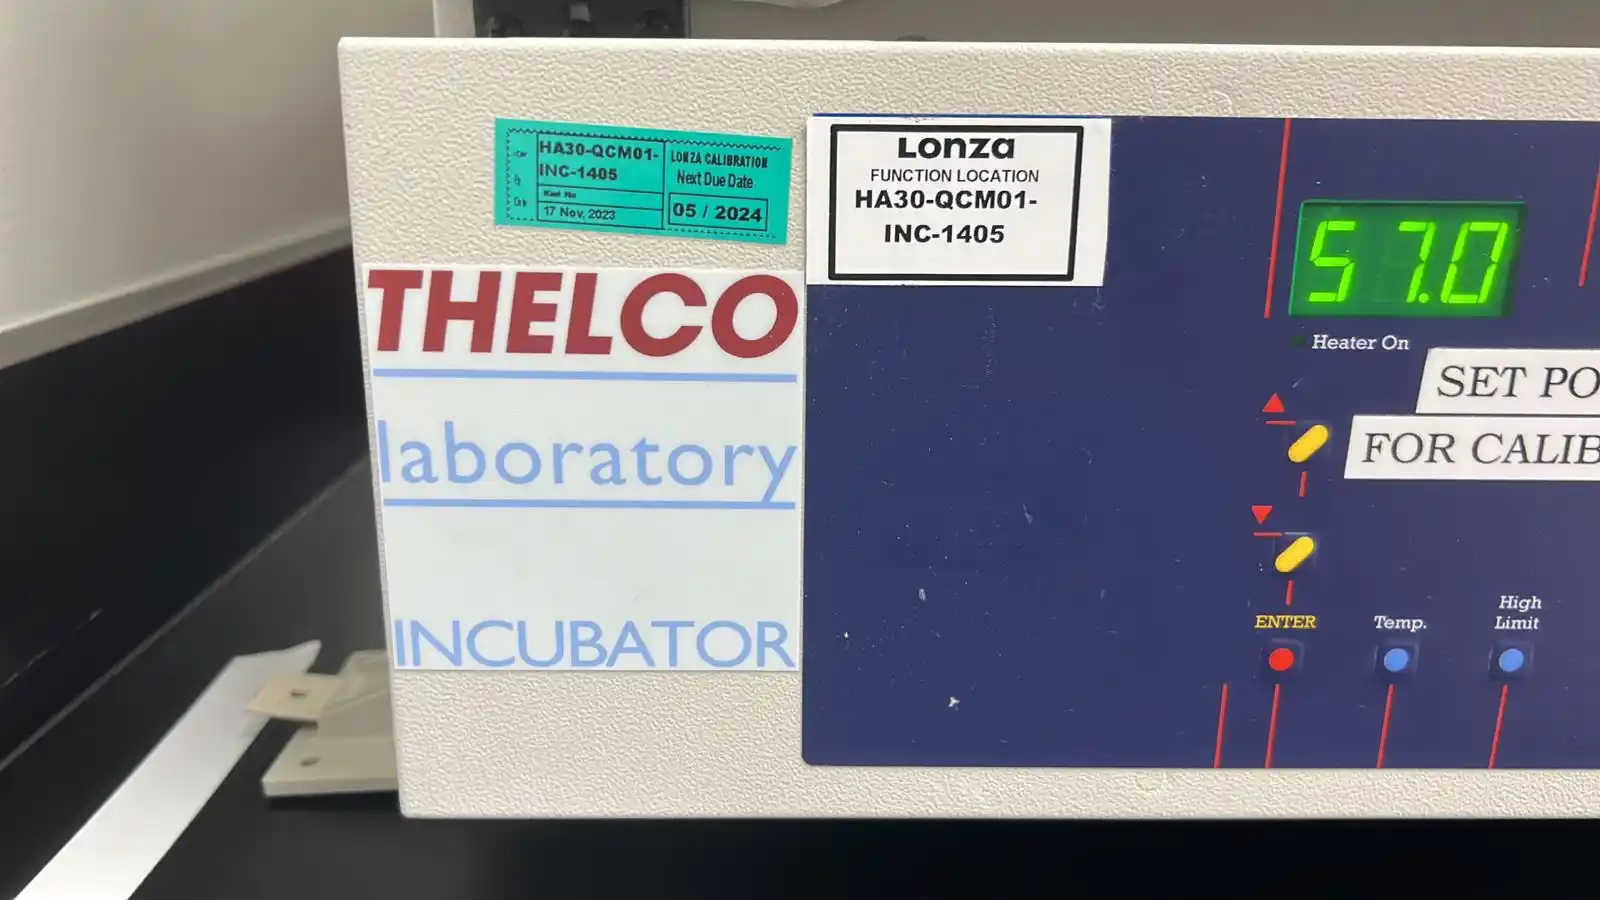 HA30-QCM01-
INC-1405
17 Nov, 2023
LONZA CALIBRATION
Next Due Date
05 / 2024
Lonza
FUNCTION LOCATION
HA30-QCM01-
INC-1405
THELCO
laboratory
INCUBATOR
57.0
Heater On
SET PO
FOR CALIB
ENTER
Temp.
High
Limit